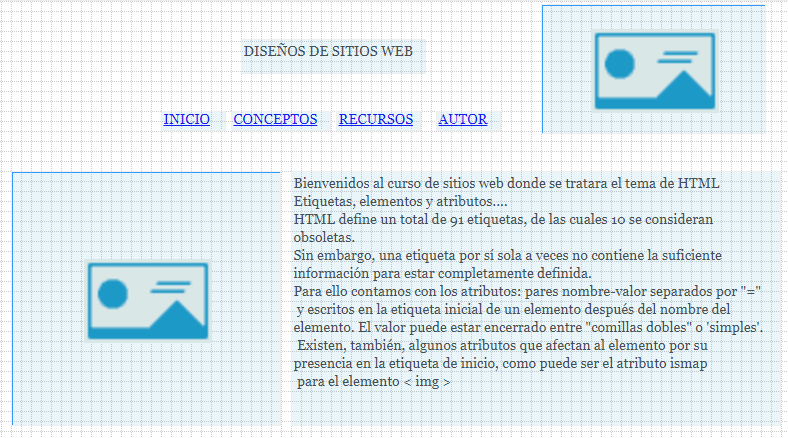 DISEÑOS DE SITIOS WEB
INICIO CONCEPTOS RECURSOS AUTOR
Bienvenidos al curso de sitios web donde se tratara el tema de HTML
Etiquetas, elementos y atributos....
HTML define un total de 91 etiquetas, de las cuales 10 se consideran
obsoletas.
Sin embargo, una etiqueta por sí sola a veces no contiene la suficiente
información para estar completamente definida.
Para ello contamos con los atributos: pares nombre-valor separados por "="
y escritos en la etiqueta inicial de un elemento después del nombre del
elemento. El valor puede estar encerrado entre "comillas dobles" o 'simples'.
Existen, también, algunos atributos que afectan al elemento por su
presencia en la etiqueta de inicio, como puede ser el atributo ismap
para el elemento < img >